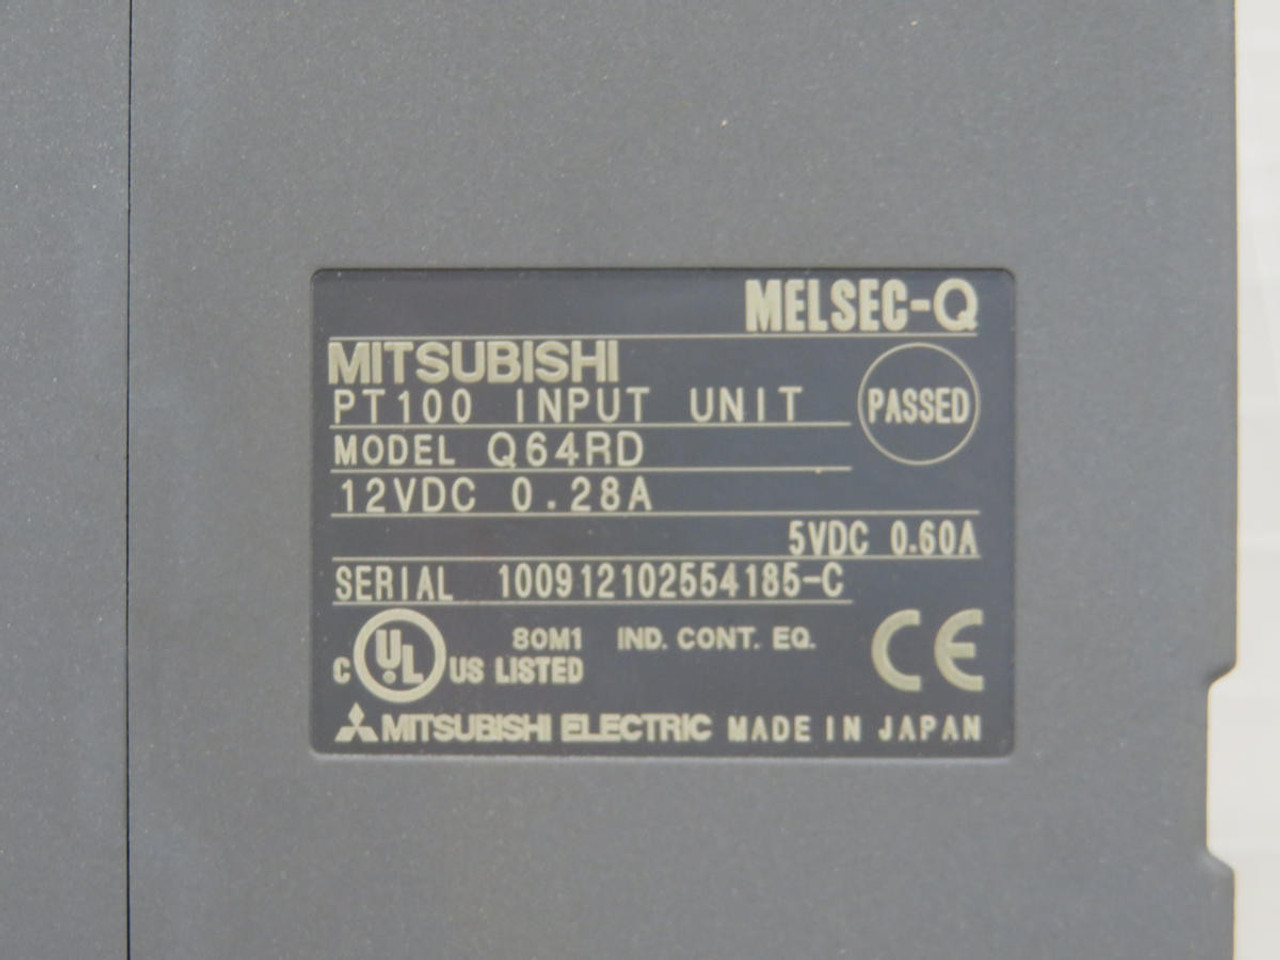 MELSEC-Q
MITSUBISHI
PT100 INPUT UNIT
PASSED
MODEL Q64RD
12VDC 0.28A
5VDC 0.60A
SERIAL 100912102554185-C
C UL US LISTED
80M1 IND. CONT. EQ.
CE
MITSUBISHI ELECTRIC MADE IN JAPAN